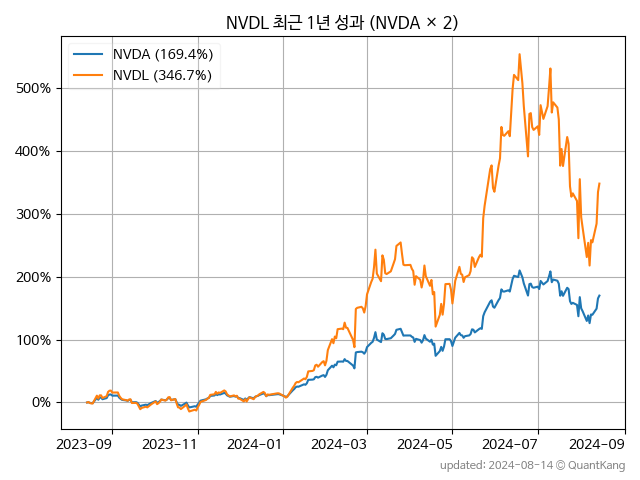 NVDL 최근 1년 성과 (NVDA × 2)
NVDA (169.4%)
NVDL (346.7%)
500%
400%
300%
200%
100%
0%
2023-09 2023-11 2024-01 2024-03 2024-05 2024-07 2024-09
updated: 2024-08-14 © QuantKang